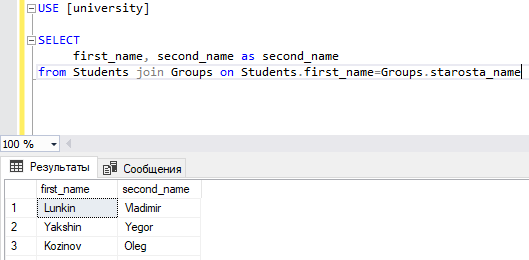 USE [university]
SELECT
first_name, second_name as second_name
from Students join Groups on Students.first_name=Groups.starosta_name
100 %
Результаты Сообщения
first_name second_name
1 Lunkin Vladimir
2 Yakshin Yegor
3 Kozinov Oleg